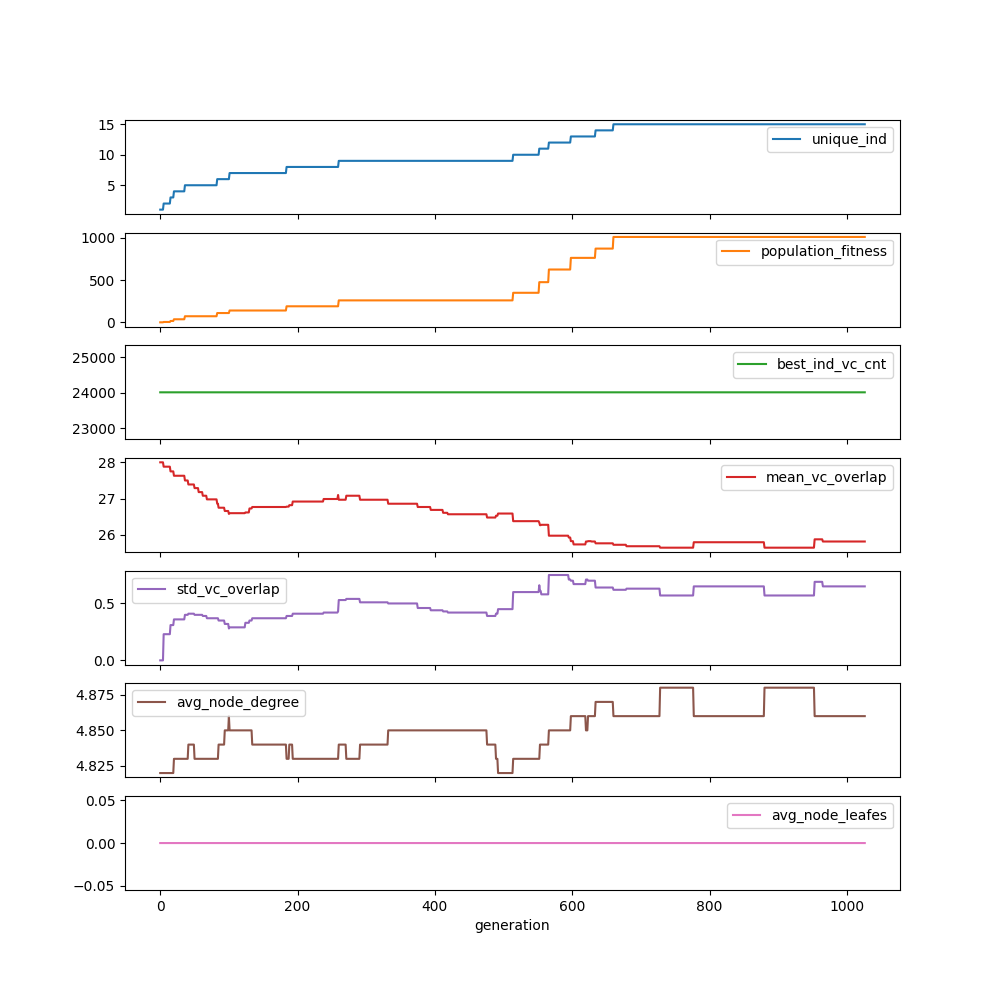 15
10
5
unique_ind
1000
500
0
population_fitness
25000
24000
23000
best_ind_vc_cnt
28
27
26
mean_vc_overlap
0.5
0.0
std_vc_overlap
4.875
4.850
4.825
avg_node_degree
0.05
0.00
−0.05
avg_node_leafes
0 200 400 600 800 1000
generation